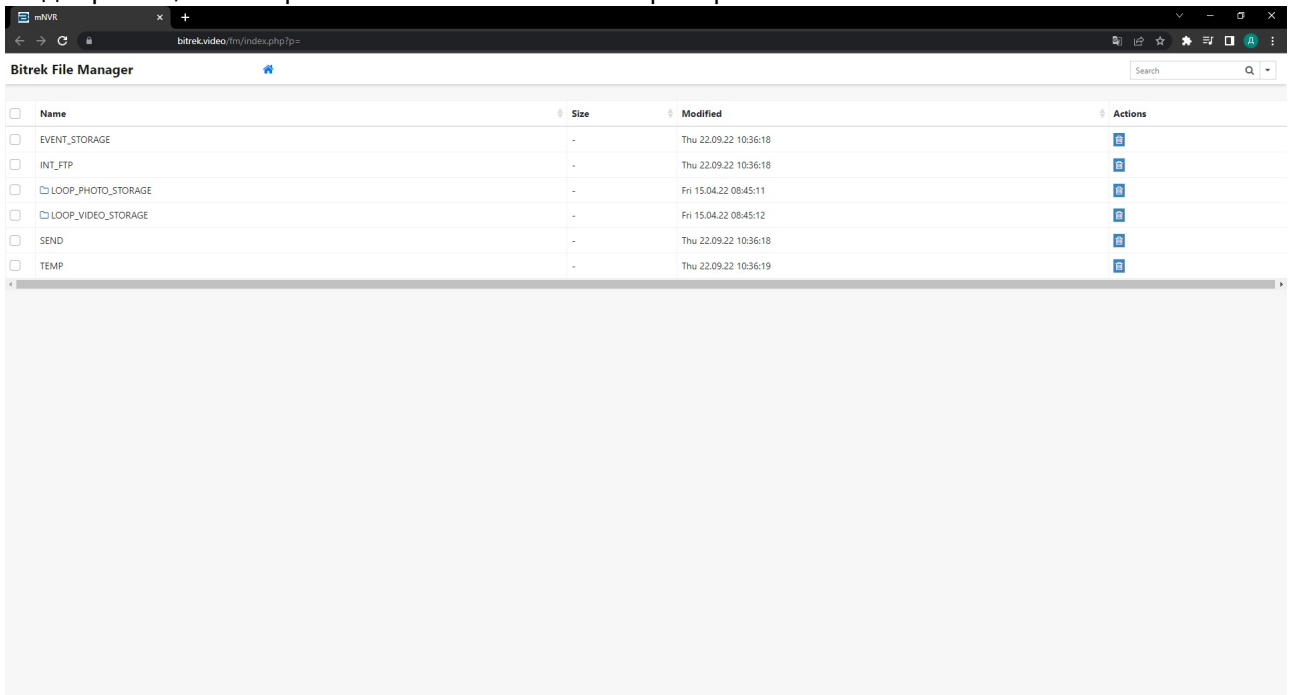 mNVR
bitrek.video/fm/index.php?p=
Д
Bitrek File Manager
Search
Name Size Modified Actions
EVENT_STORAGE - Thu 22.09.22 10:36:18
INT_FTP - Thu 22.09.22 10:36:18
LOOP_PHOTO_STORAGE - Fri 15.04.22 08:45:11
LOOP_VIDEO_STORAGE - Fri 15.04.22 08:45:12
SEND - Thu 22.09.22 10:36:18
TEMP - Thu 22.09.22 10:36:19